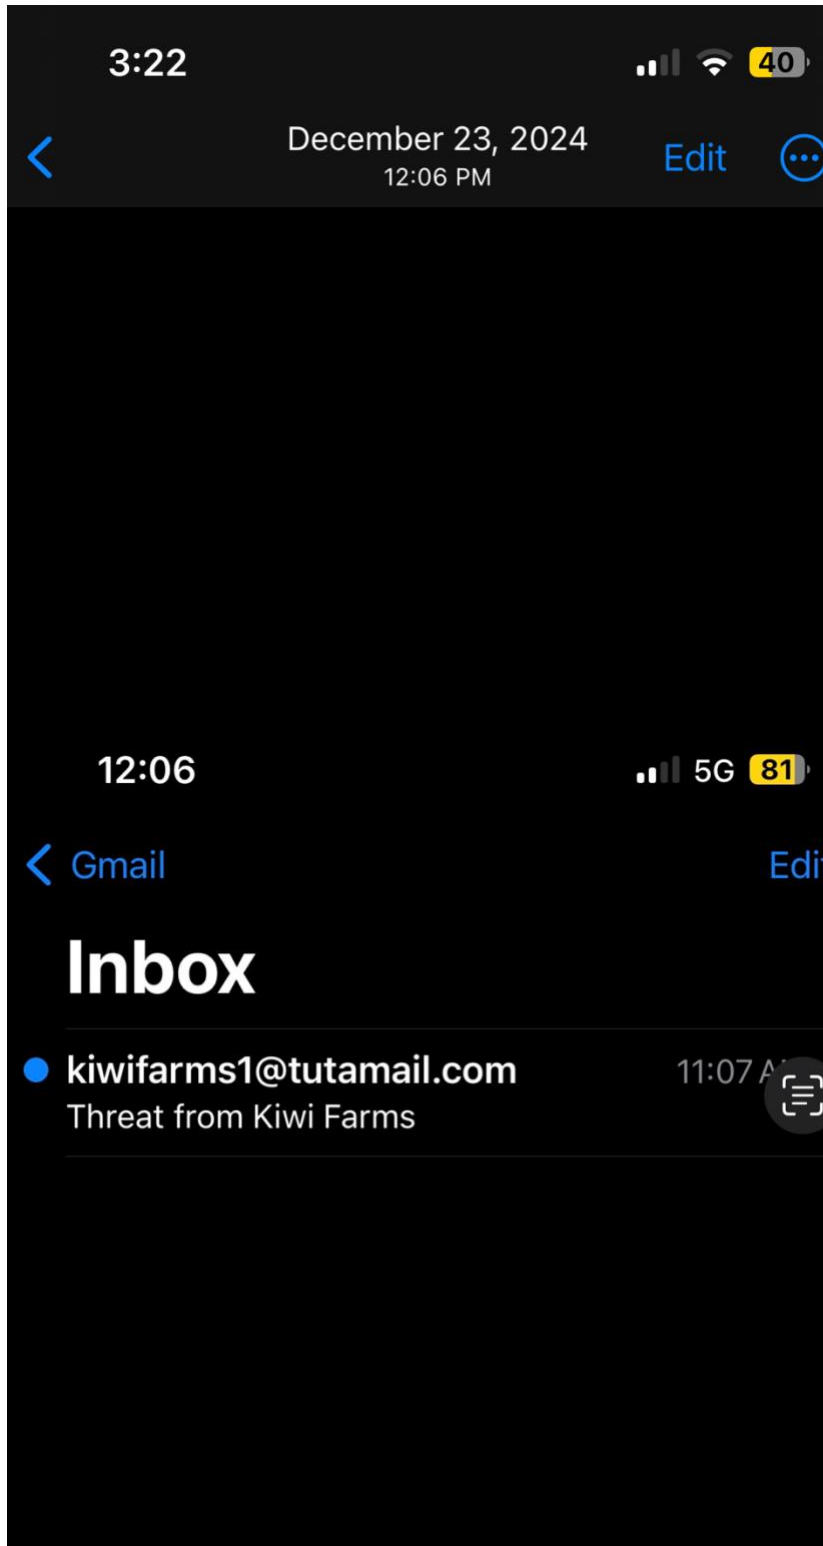 3:22
40
December 23, 2024
12:06 PM
Edit
12:06
5G 81
Gmail
Edit
Inbox
kiwifarms1@tutamail.com 11:07
Threat from Kiwi Farms